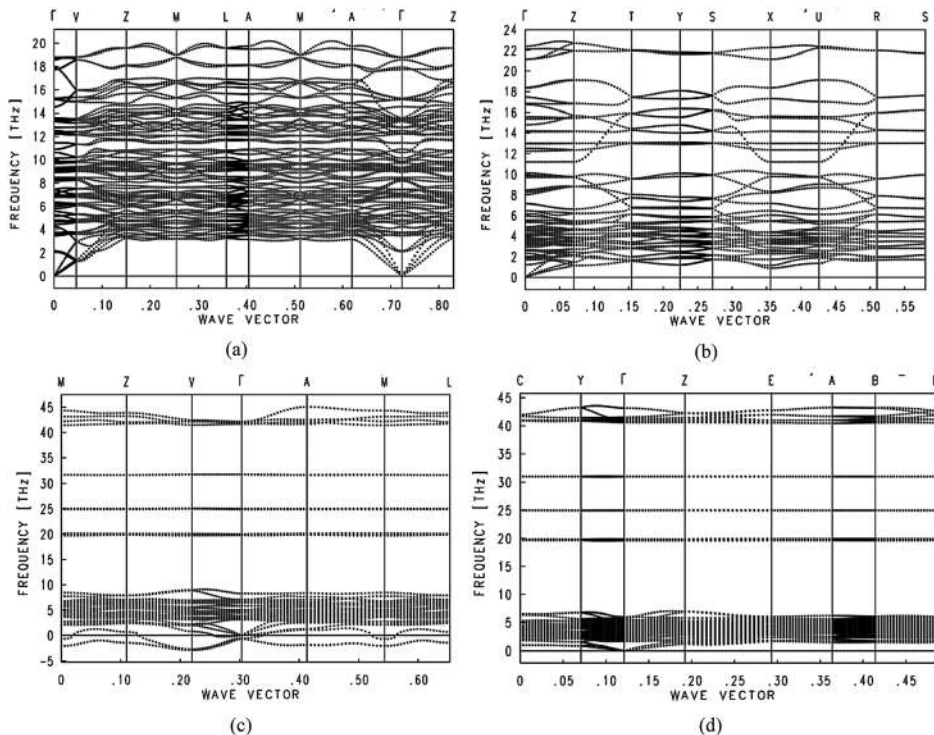 Γ V Z M L A M A Γ Z
20
18
16
14
12
10
8
6
4
2
0
FREQUENCY [THz]
0 .10 .20 .30 .40 .50 .60 .70 .80
WAVE VECTOR
(a)
Γ Z T Y S X U R S
24
22
20
18
16
14
12
10
8
6
4
2
0
FREQUENCY [THz]
0 .05 .10 .15 .20 .25 .30 .35 .40 .45 .50 .55
WAVE VECTOR
(b)
M Z V Γ A M L
45
40
35
30
25
20
15
10
5
0
-5
FREQUENCY [THz]
0 .10 .20 .30 .40 .50 .60
WAVE VECTOR
(c)
C Y Γ Z E A B
45
40
35
30
25
20
15
10
5
0
FREQUENCY [THz]
0 .05 .10 .15 .20 .25 .30 .35 .40 .45
WAVE VECTOR
(d)